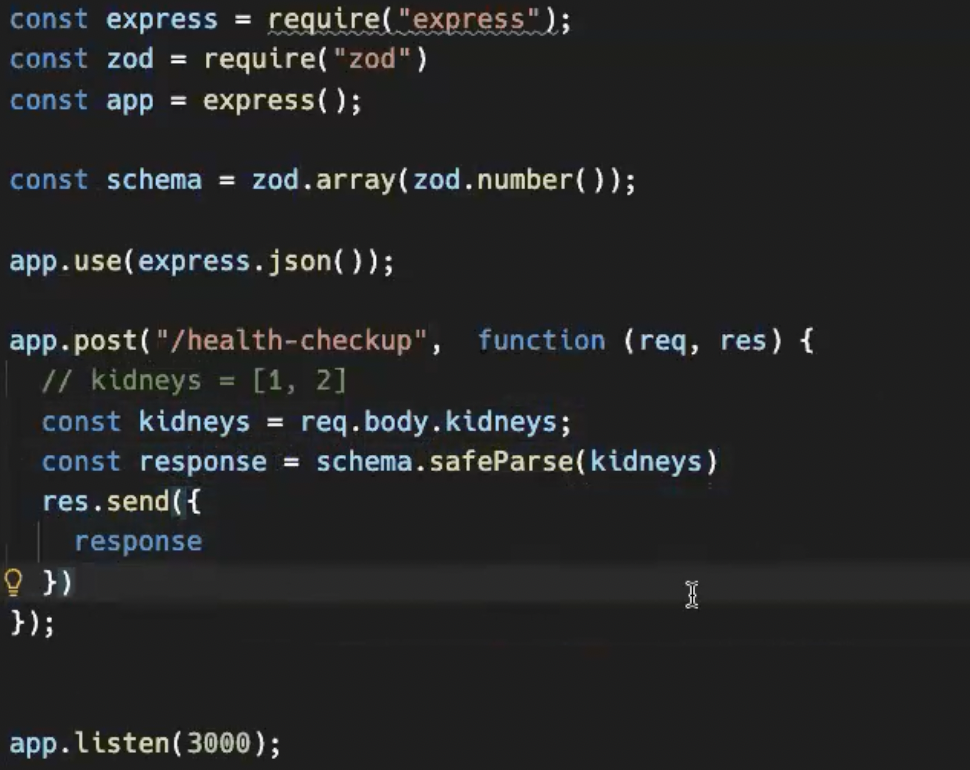 const express = require("express");
const zod = require("zod")
const app = express();
const schema = zod.array(zod.number());
app.use(express.json());
app.post("/health-checkup",  function (req, res) {
  // kidneys = [1, 2]
  const kidneys = req.body.kidneys;
  const response = schema.safeParse(kidneys)
  res.send({
    response
  })
});
app.listen(3000);